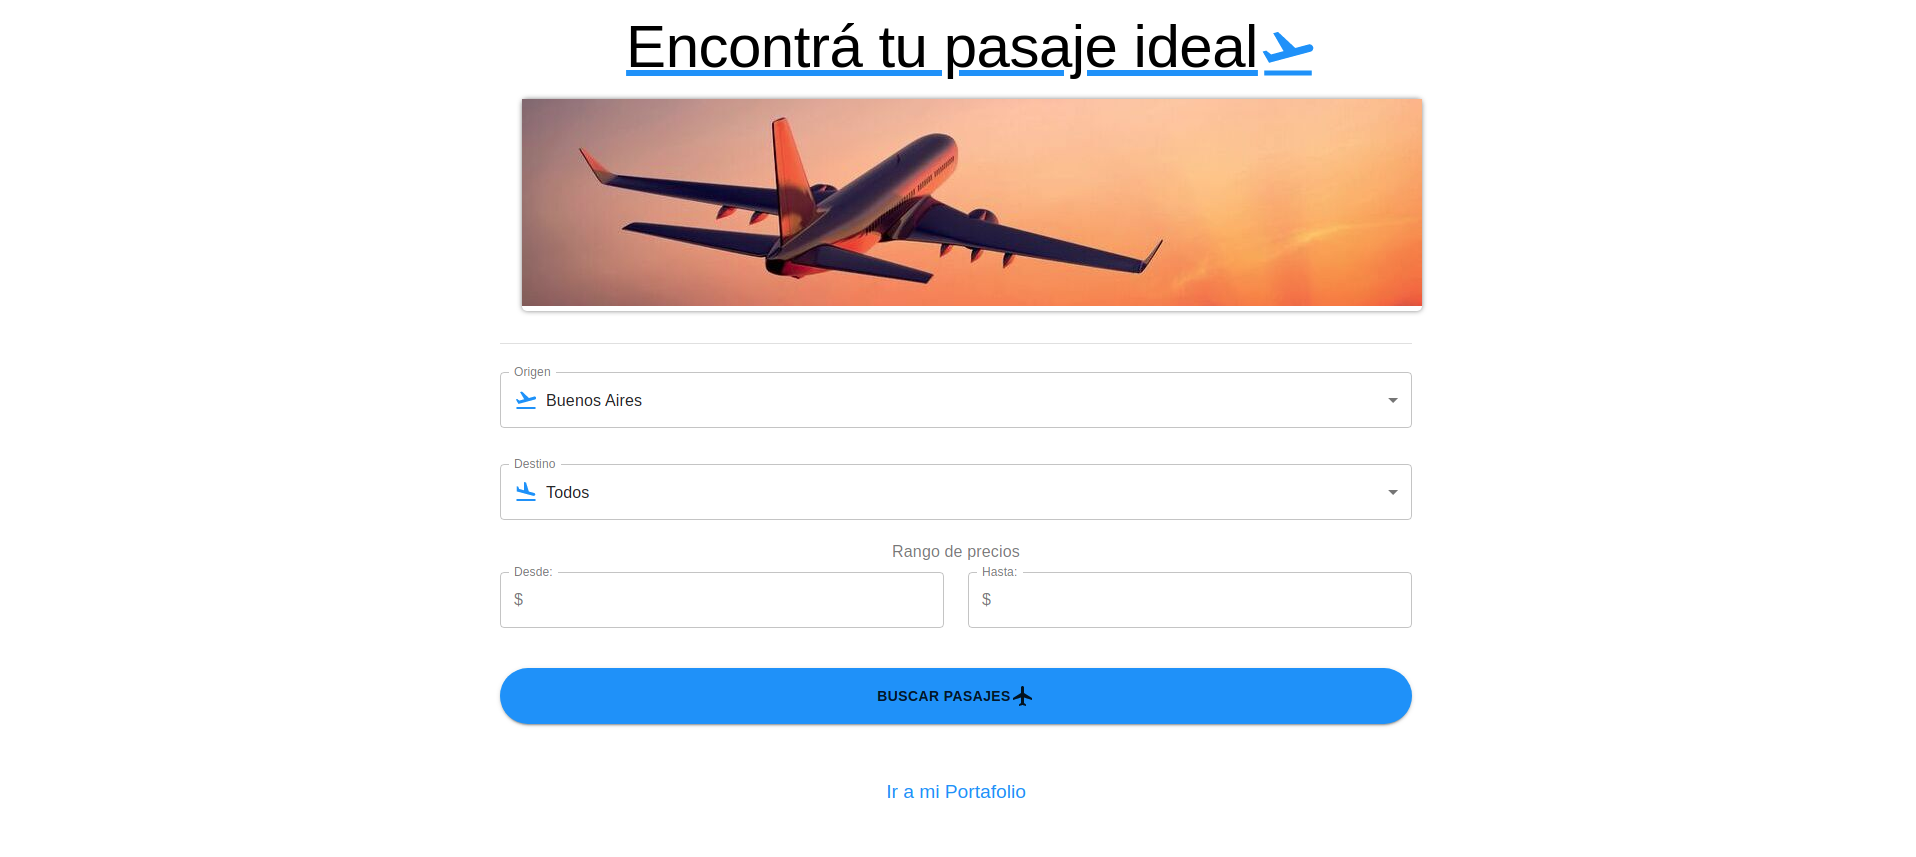 Encontrá tu pasaje ideal
Origen
Buenos Aires
Destino
Todos
Rango de precios
Desde:
$
Hasta:
$
BUSCAR PASAJES
Ir a mi Portafolio